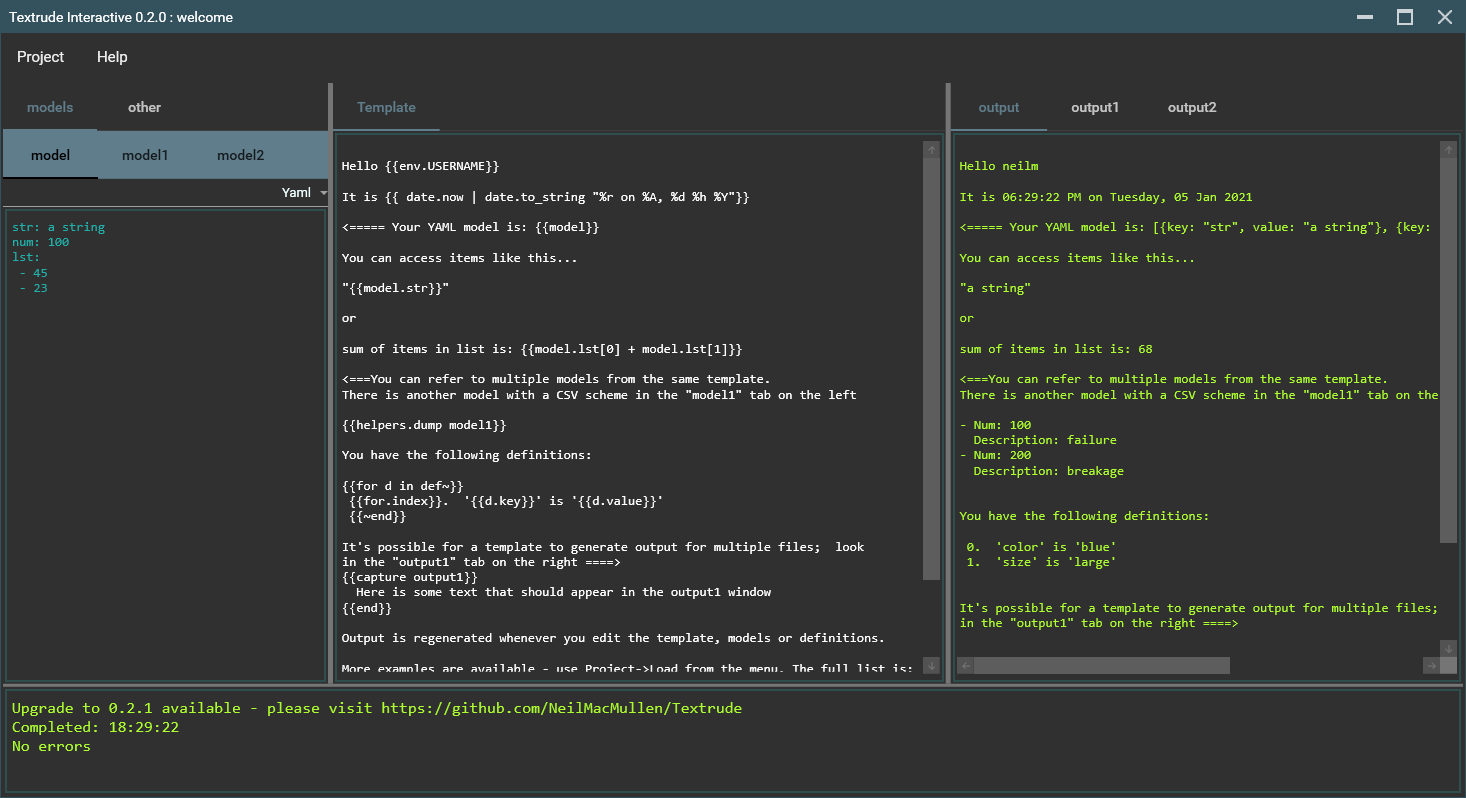 Textrude Interactive 0.2.0 : welcome
Project Help
models other
model model1 model2
Yaml
str: a string
num: 100
lst:
 - 45
 - 23
Template
Hello {{env.USERNAME}}
It is {{ date.now | date.to_string "%r on %A, %d %h %Y"}}
<===== Your YAML model is: {{model}}
You can access items like this...
"{{model.str}}"
or
sum of items in list is: {{model.lst[0] + model.lst[1]}}
<===You can refer to multiple models from the same template.
There is another model with a CSV scheme in the "model1" tab on the left
{{helpers.dump model1}}
You have the following definitions:
{{for d in def~}}
 {{for.index}}.  '{{d.key}}' is '{{d.value}}'
 {{~end}}
It's possible for a template to generate output for multiple files;  look
in the "output1" tab on the right ====>
{{capture output1}}
  Here is some text that should appear in the output1 window
{{end}}
Output is regenerated whenever you edit the template, models or definitions.
More examples are available - use Project->Load from the menu. The full list is:
output output1 output2
Hello neilm
It is 06:29:22 PM on Tuesday, 05 Jan 2021
<===== Your YAML model is: [{key: "str", value: "a string"}, {key:
You can access items like this...
"a string"
or
sum of items in list is: 68
<===You can refer to multiple models from the same template.
There is another model with a CSV scheme in the "model1" tab on the
- Num: 100
  Description: failure
- Num: 200
  Description: breakage
You have the following definitions:
 0.  'color' is 'blue'
 1.  'size' is 'large'
It's possible for a template to generate output for multiple files;
in the "output1" tab on the right ====>
Upgrade to 0.2.1 available - please visit https://github.com/NeilMacMullen/Textrude
Completed: 18:29:22
No errors